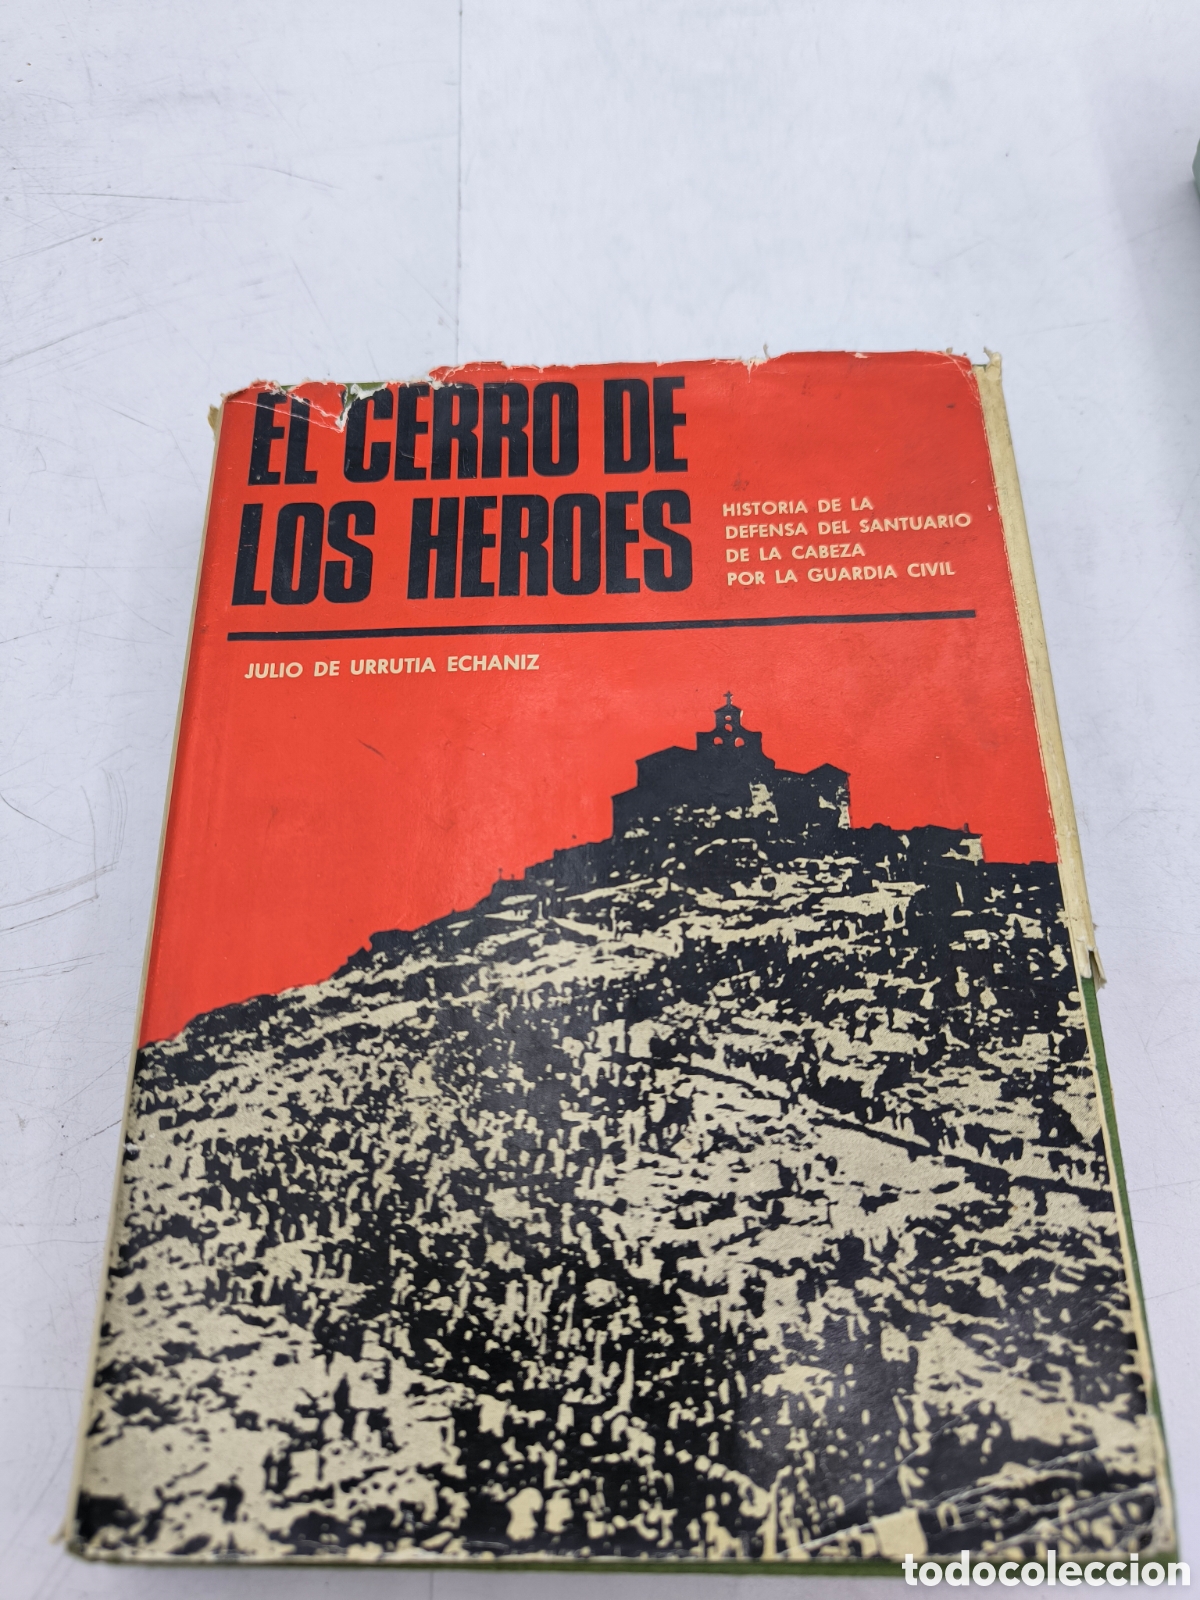 EL CERRO DE
LOS HEROES
HISTORIA DE LA
DEFENSA DEL SANTUARIO
DE LA CABEZA
POR LA GUARDIA CIVIL
JULIO DE URRUTIA ECHANIZ
todocoleccion